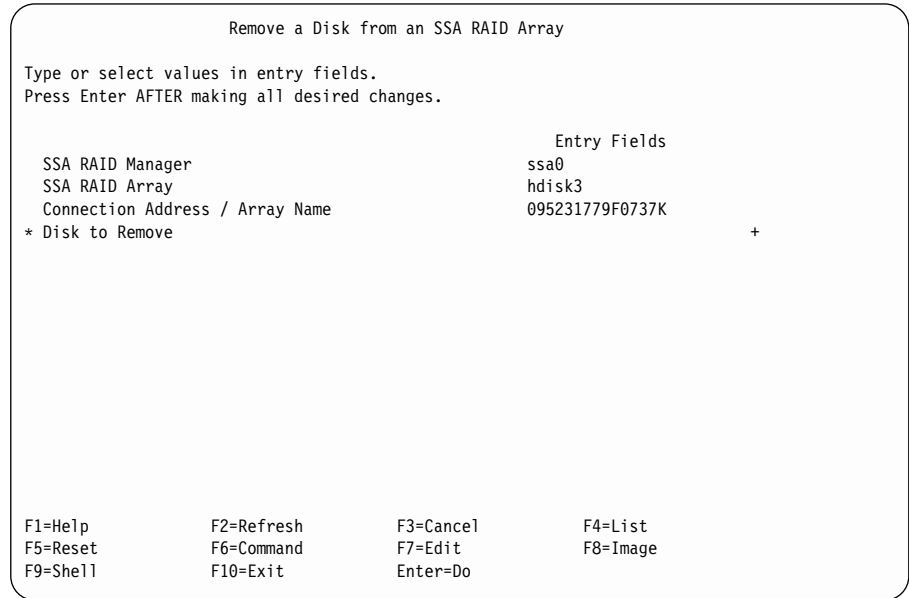 Remove a Disk from an SSA RAID Array
Type or select values in entry fields.
Press Enter AFTER making all desired changes.
Entry Fields
SSA RAID Manager ssa0
SSA RAID Array hdisk3
Connection Address / Array Name 095231779F0737K
* Disk to Remove +
F1=Help F2=Refresh F3=Cancel F4=List
F5=Reset F6=Command F7=Edit F8=Image
F9=Shell F10=Exit Enter=Do